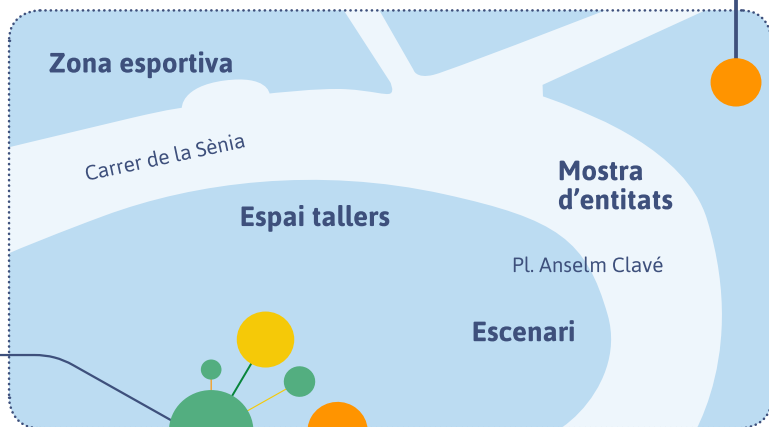 Zona esportiva
Carrer de la Sènia
Mostra
d’entitats
Espai tallers
Pl. Anselm Clavé
Escenari